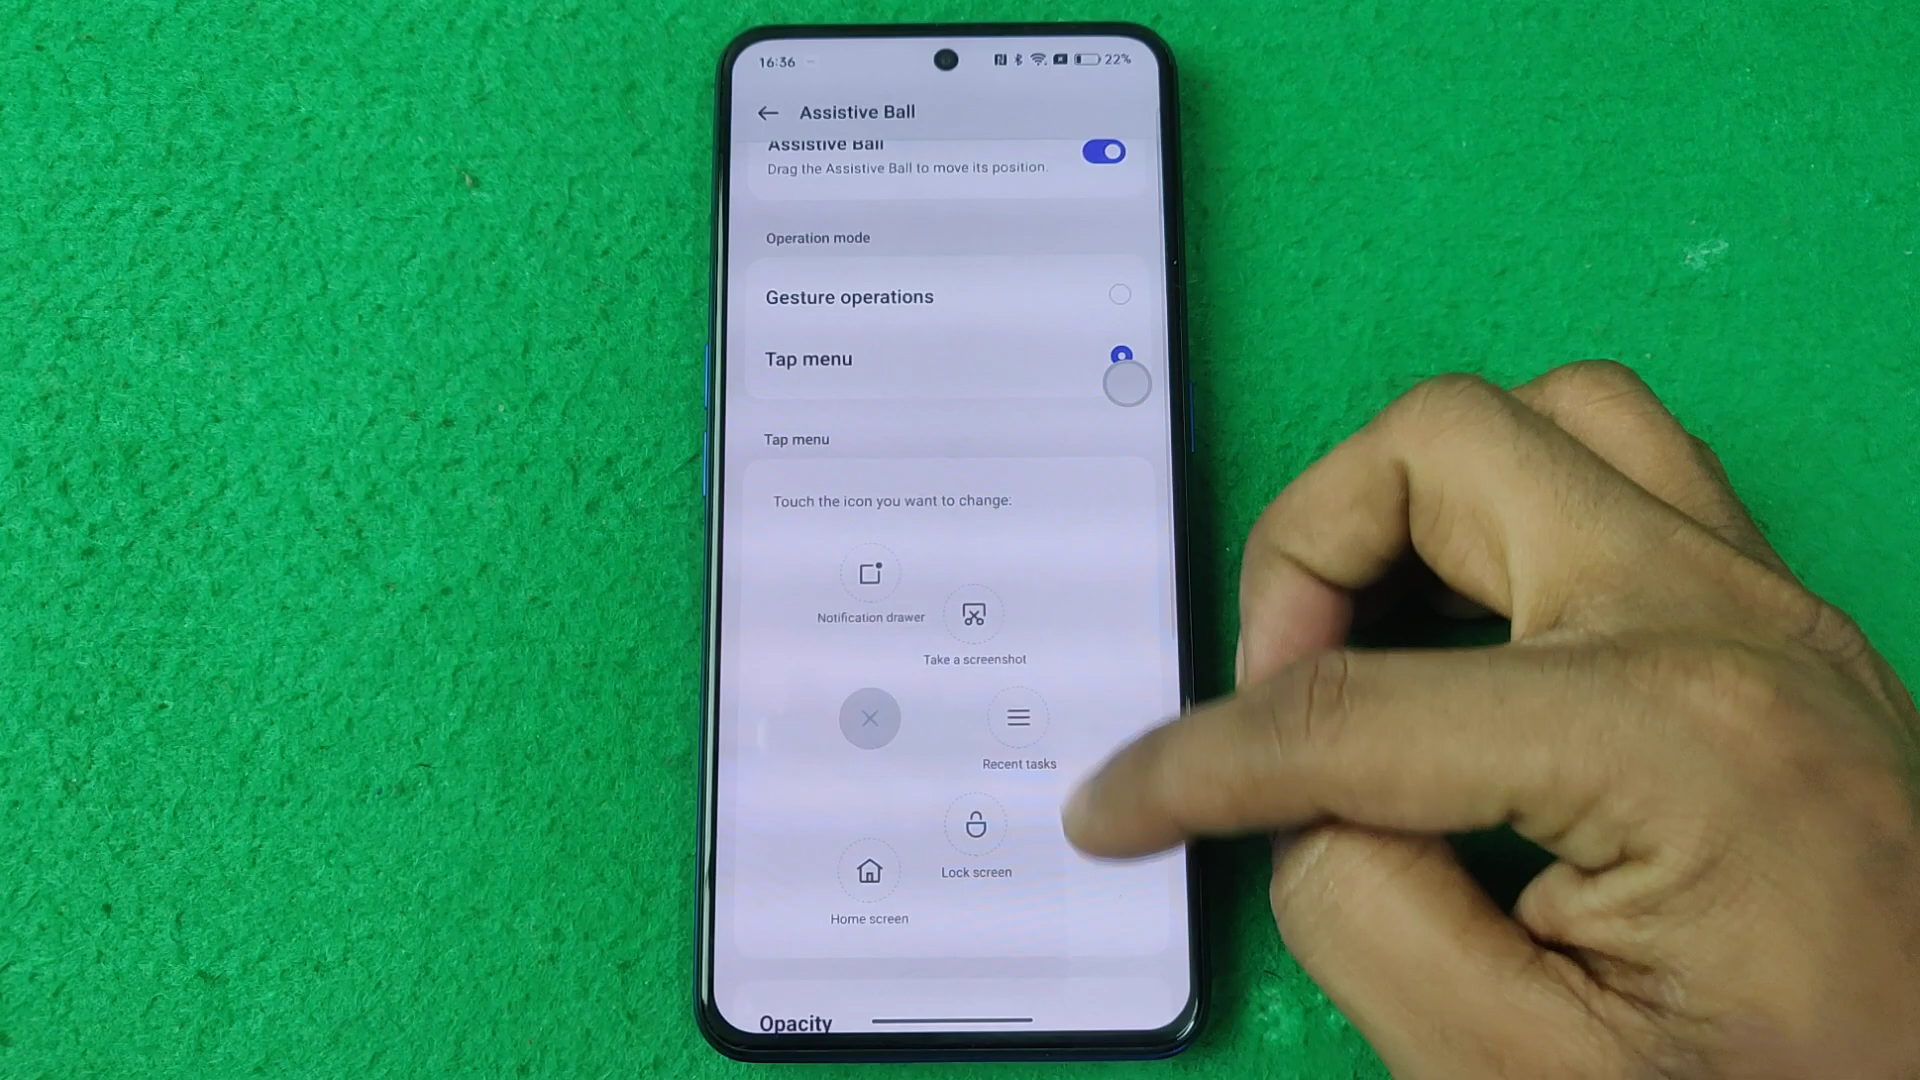 16:36
22%
Assistive Ball
Assistive Ball
Drag the Assistive Ball to move its position.
Operation mode
Gesture operations
Tap menu
Tap menu
Touch the icon you want to change:
Notification drawer
Take a screenshot
Recent tasks
Lock screen
Home screen
Opacity